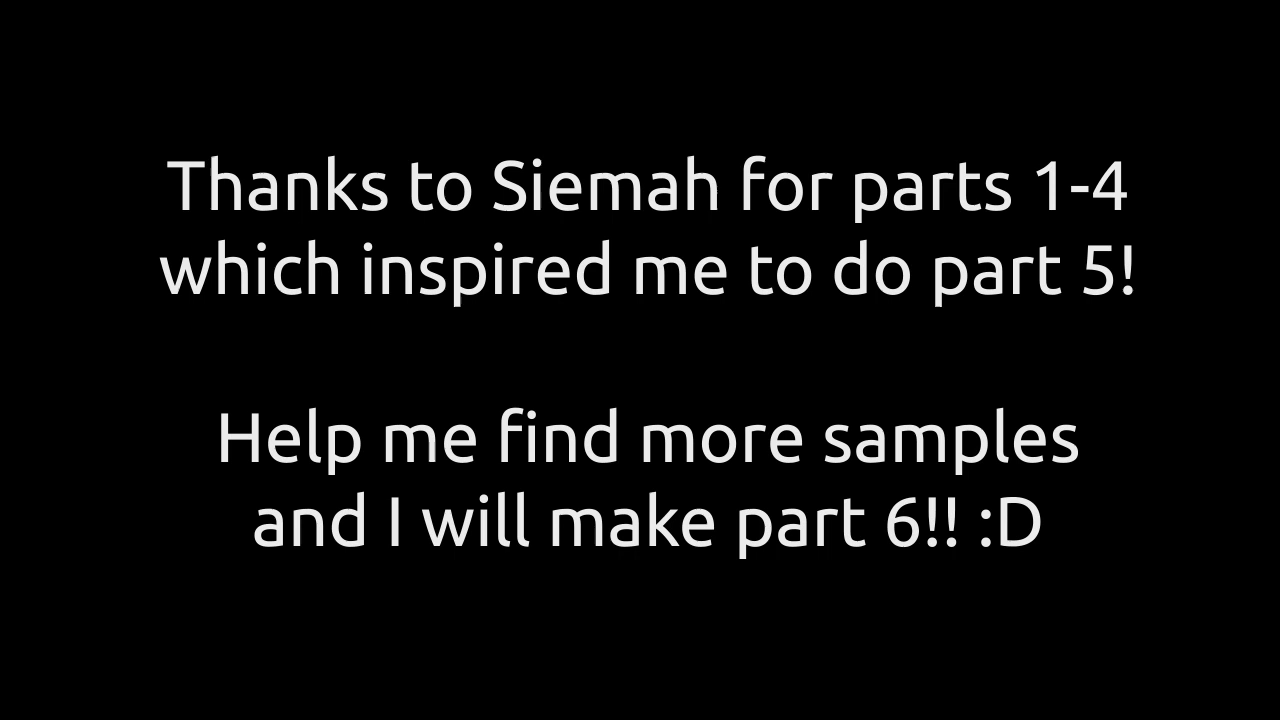 Thanks to Siemah for parts 1-4
which inspired me to do part 5!
Help me find more samples
and I will make part 6!! :D